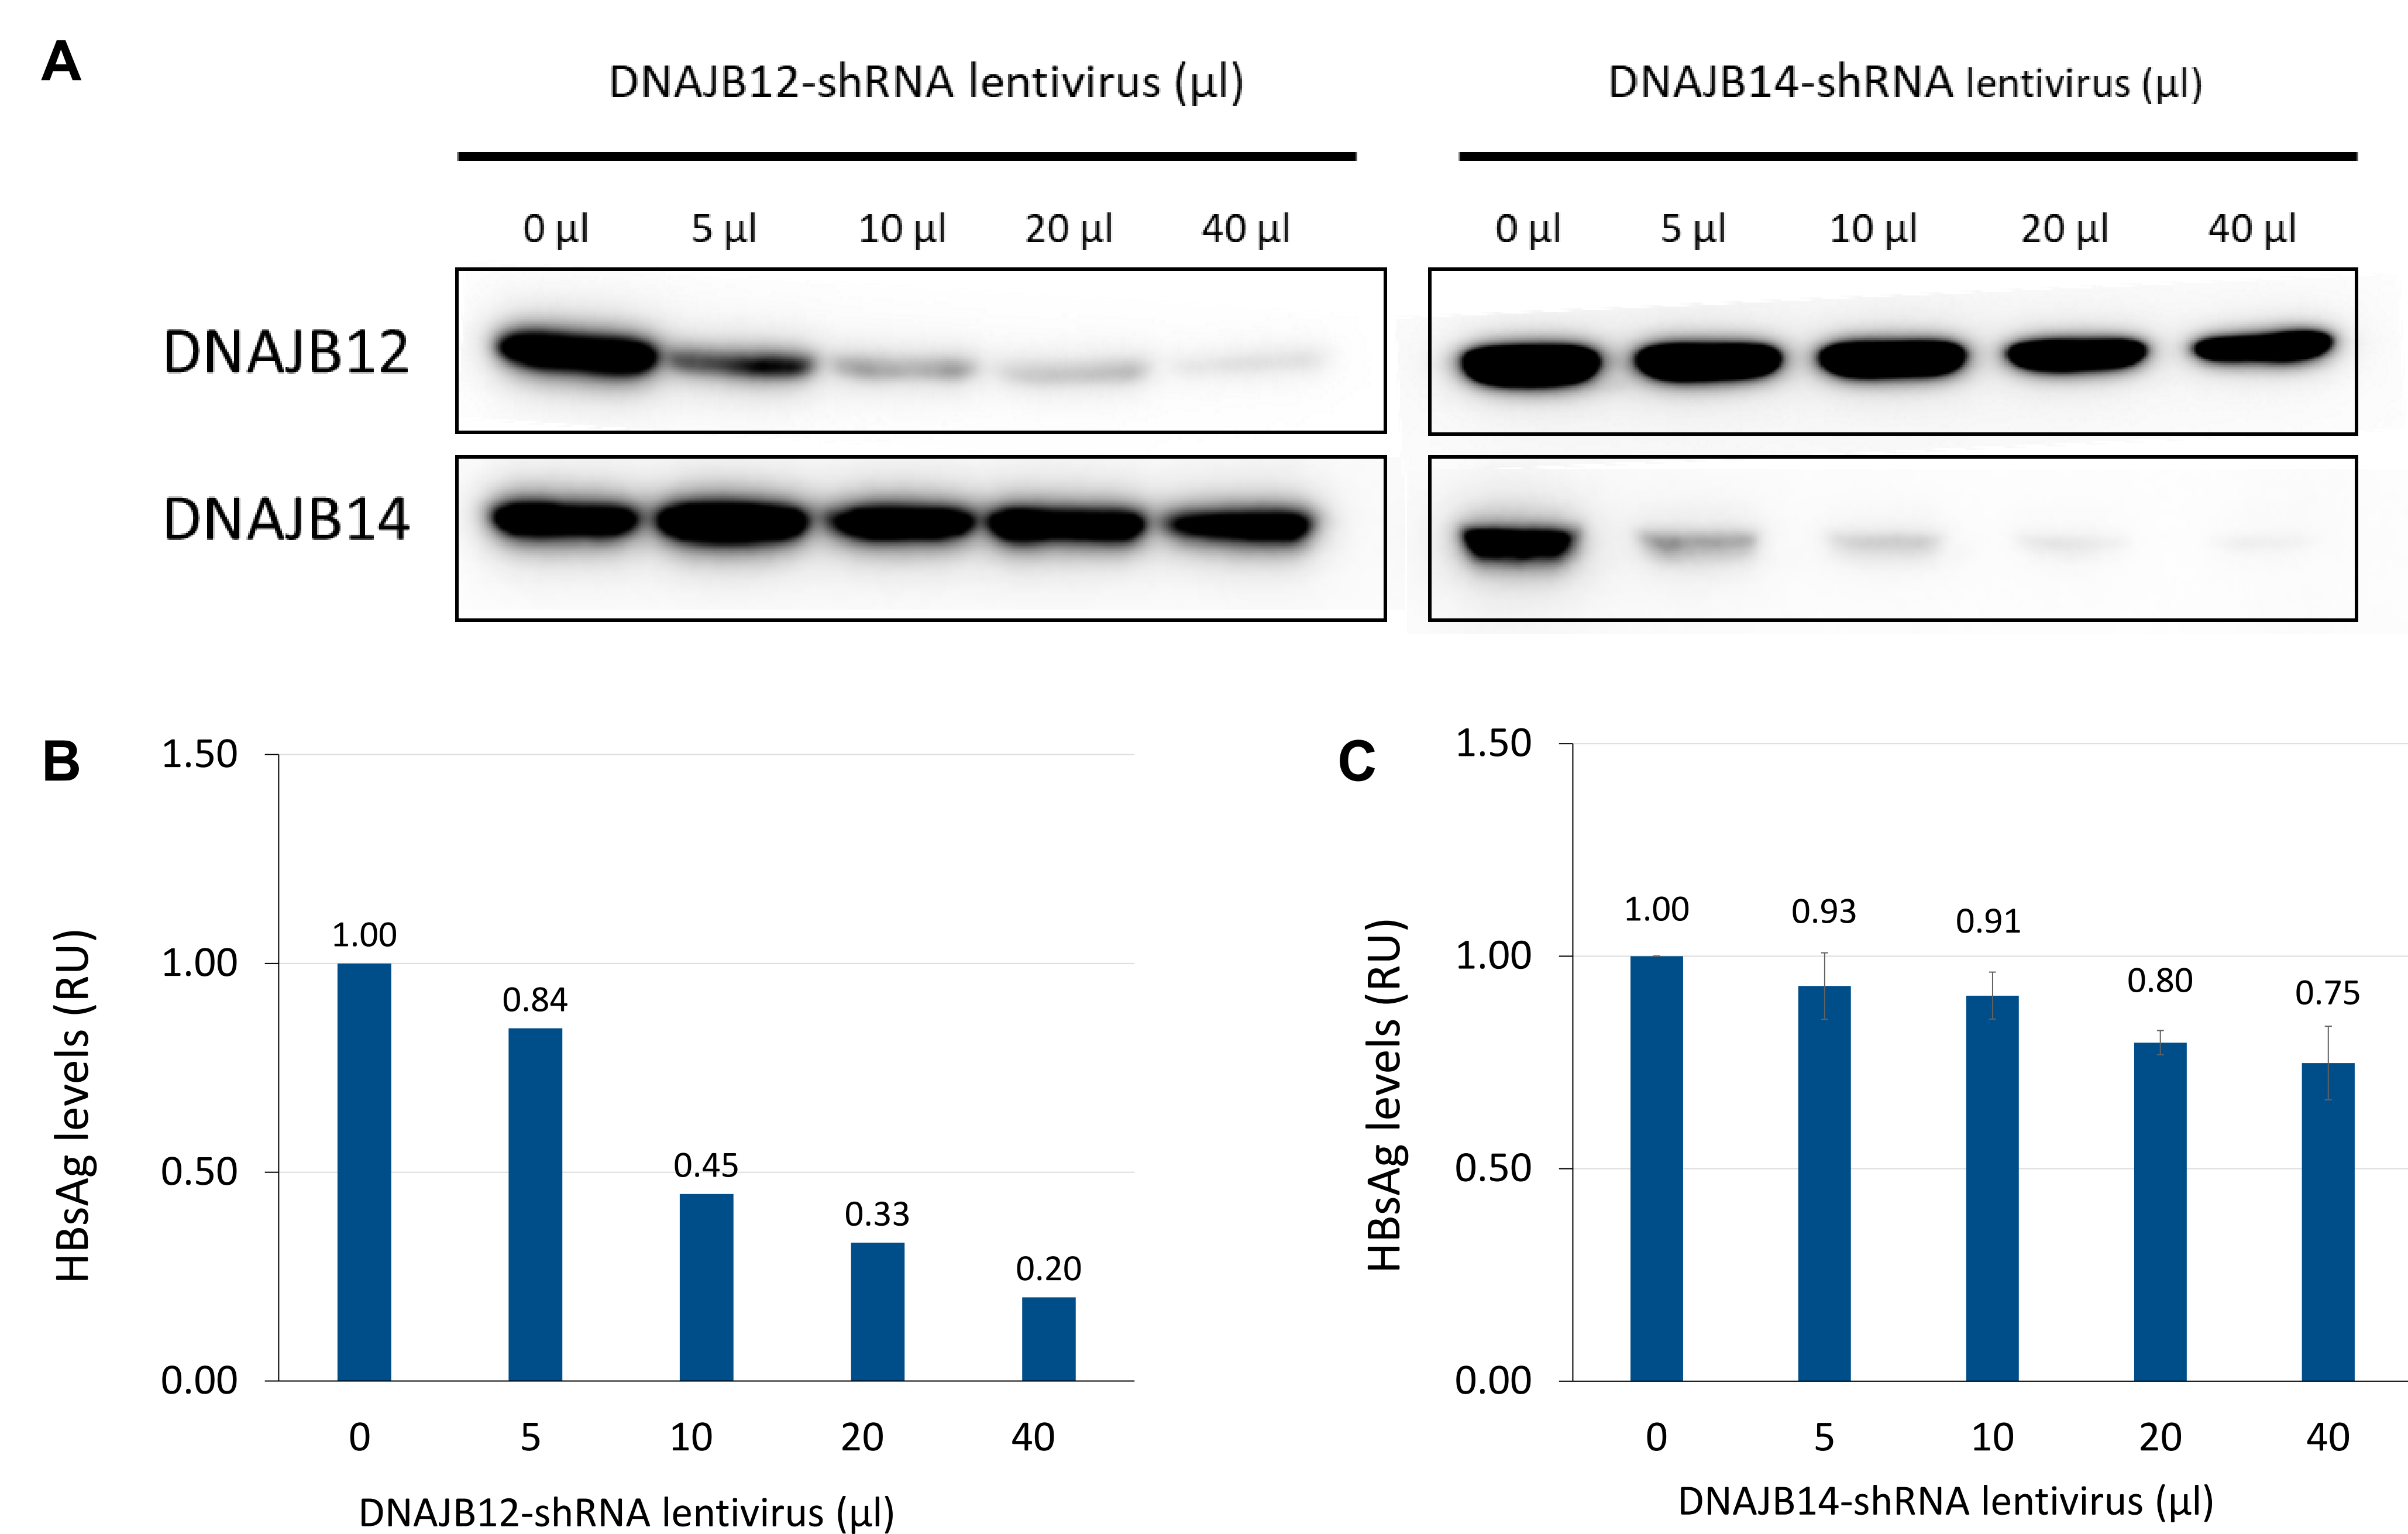 A
DNAJB12-shRNA lentivirus (µl)
DNAJB14-shRNA lentivirus (µl)
0 µl 5 µl 10 µl 20 µl 40 µl
0 µl 5 µl 10 µl 20 µl 40 µl
DNAJB12
DNAJB14
B
HBsAg levels (RU)
1.50
1.00
0.50
0.00
1.00
0.84
0.45
0.33
0.20
0 5 10 20 40
DNAJB12-shRNA lentivirus (µl)
C
HBsAg levels (RU)
1.50
1.00
0.50
0.00
1.00
0.93
0.91
0.80
0.75
0 5 10 20 40
DNAJB14-shRNA lentivirus (µl)